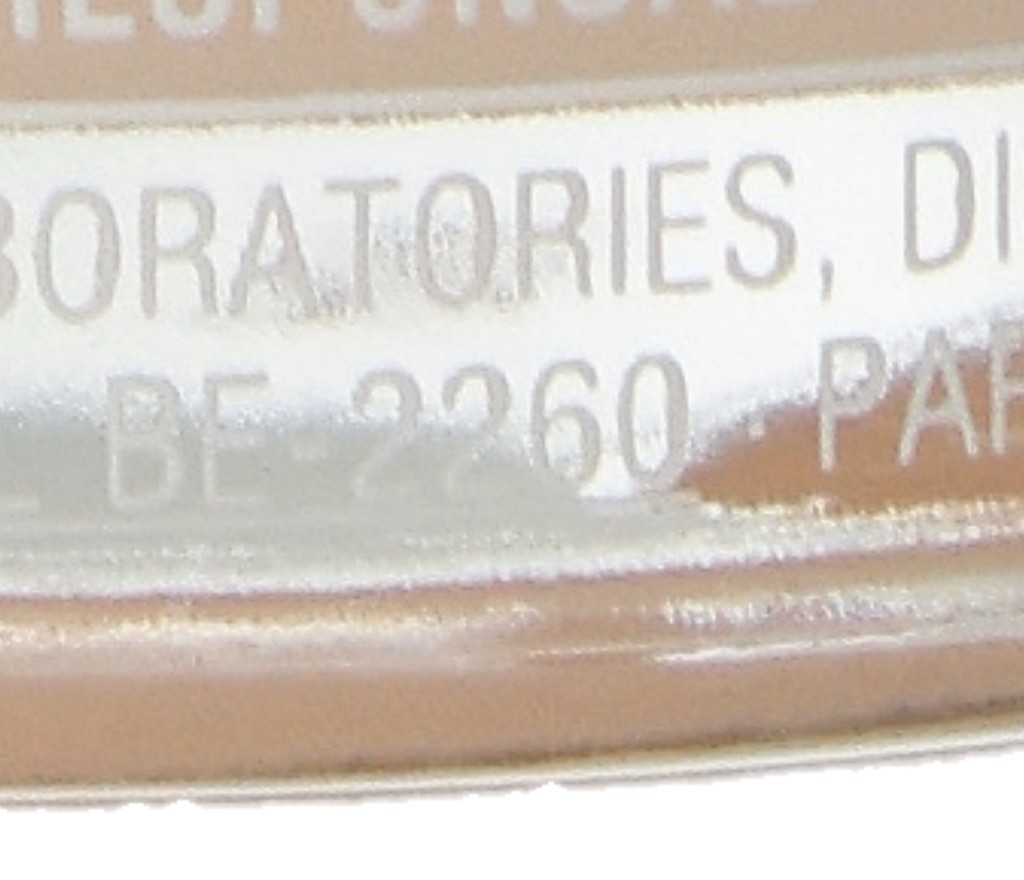 BORATORIES, DI
BE-2260 · PAR